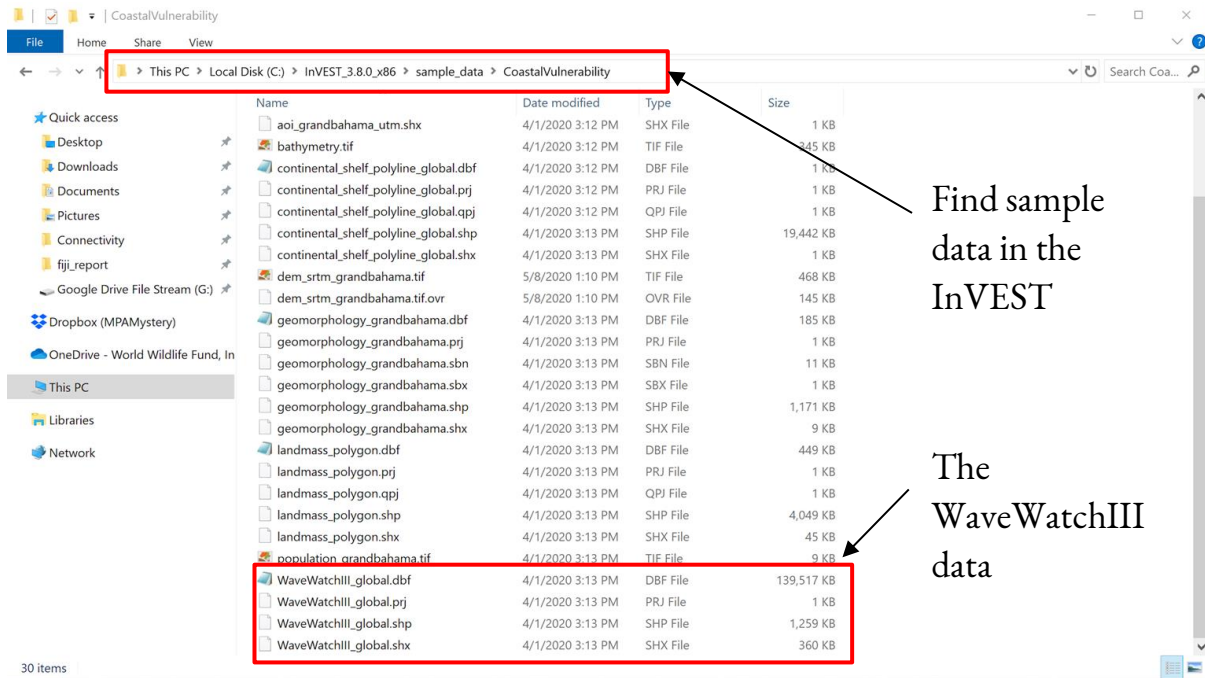 CoastalVulnerability
File Home Share View
This PC > Local Disk (C:) > InVEST_3.8.0_x86 > sample_data > CoastalVulnerability
Search Coa...
Quick access
Desktop
Downloads
Documents
Pictures
Connectivity
fiji_report
Google Drive File Stream (G:)
Dropbox (MPAMystery)
OneDrive - World Wildlife Fund, In
This PC
Libraries
Network
Name Date modified Type Size
aoi_grandbahama_utm.shx 4/1/2020 3:12 PM SHX File 1 KB
bathymetry.tif 4/1/2020 3:12 PM TIF File 345 KB
continental_shelf_polyline_global.dbf 4/1/2020 3:12 PM DBF File 1 KB
continental_shelf_polyline_global.prj 4/1/2020 3:12 PM PRJ File 1 KB
continental_shelf_polyline_global.qpj 4/1/2020 3:12 PM QPJ File 1 KB
continental_shelf_polyline_global.shp 4/1/2020 3:13 PM SHP File 19,442 KB
continental_shelf_polyline_global.shx 4/1/2020 3:13 PM SHX File 1 KB
dem_srtm_grandbahama.tif 5/8/2020 1:10 PM TIF File 468 KB
dem_srtm_grandbahama.tif.ovr 5/8/2020 1:10 PM OVR File 145 KB
geomorphology_grandbahama.dbf 4/1/2020 3:13 PM DBF File 185 KB
geomorphology_grandbahama.prj 4/1/2020 3:13 PM PRJ File 1 KB
geomorphology_grandbahama.sbn 4/1/2020 3:13 PM SBN File 11 KB
geomorphology_grandbahama.sbx 4/1/2020 3:13 PM SBX File 1 KB
geomorphology_grandbahama.shp 4/1/2020 3:13 PM SHP File 1,171 KB
geomorphology_grandbahama.shx 4/1/2020 3:13 PM SHX File 9 KB
landmass_polygon.dbf 4/1/2020 3:13 PM DBF File 449 KB
landmass_polygon.prj 4/1/2020 3:13 PM PRJ File 1 KB
landmass_polygon.qpj 4/1/2020 3:13 PM QPJ File 1 KB
landmass_polygon.shp 4/1/2020 3:13 PM SHP File 4,049 KB
landmass_polygon.shx 4/1/2020 3:13 PM SHX File 45 KB
population_grandbahama.tif 4/1/2020 3:13 PM TIF File 9 KB
WaveWatchIII_global.dbf 4/1/2020 3:13 PM DBF File 139,517 KB
WaveWatchIII_global.prj 4/1/2020 3:13 PM PRJ File 1 KB
WaveWatchIII_global.shp 4/1/2020 3:13 PM SHP File 1,259 KB
WaveWatchIII_global.shx 4/1/2020 3:13 PM SHX File 360 KB
Find sample
data in the
InVEST
The
WaveWatchIII
data
30 items